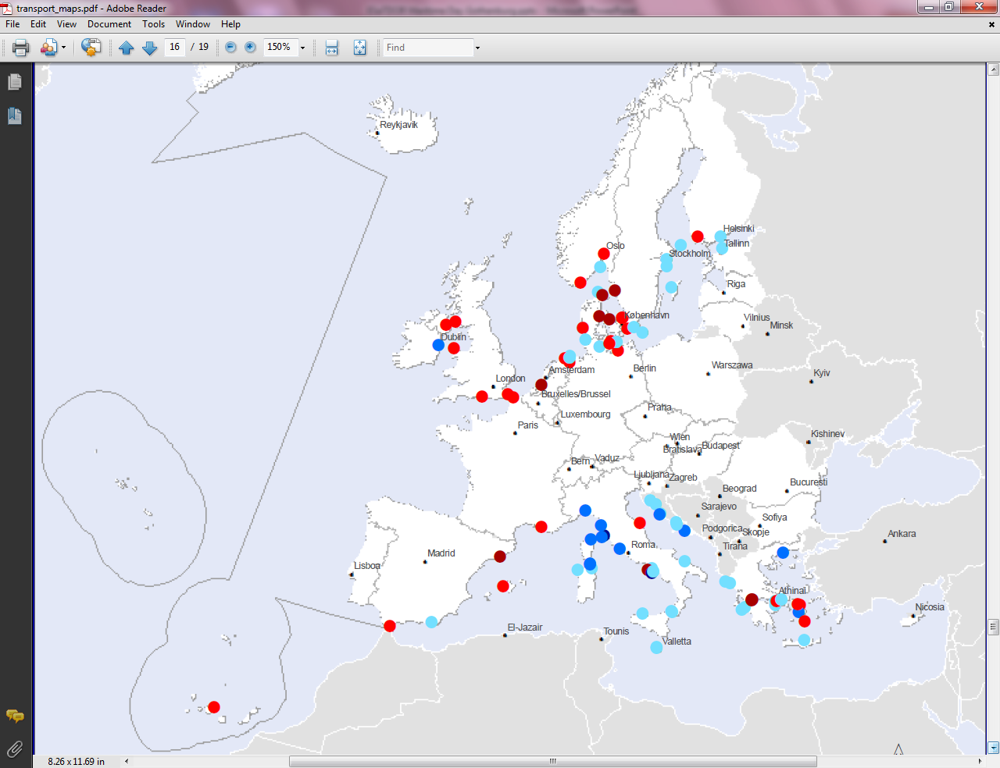 transport_maps.pdf - Adobe Reader
File Edit View Document Tools Window Help
16 / 19 150% Find
Reykjavik
Helsinki
Oslo
Tallinn
Stockholm
Riga
København
Vilnius
Minsk
Dublin
Amsterdam
Berlin
Warszawa
Kyiv
London
Bruxelles/Brussel
Praha
Luxembourg
Paris
Kishinev
Wien
Budapest
Bratislava
Vaduz
Bern
Ljubljana
Zagreb
Bucuresti
Beograd
Sarajevo
Sofiya
Podgorica
Skopje
Ankara
Roma
Tirana
Madrid
Lisboa
Athinai
Nicosia
El-Jazair
Tounis
Valletta
8.26 x 11.69 in